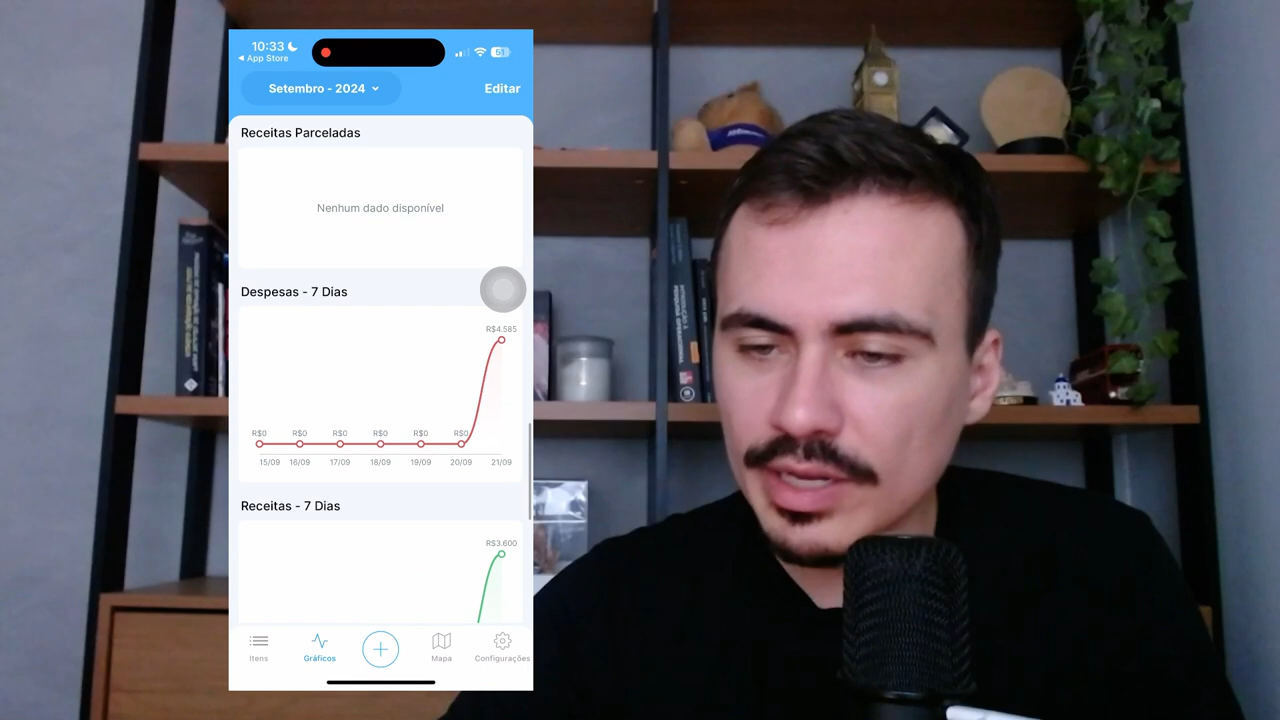 10:33
51
App Store
Setembro - 2024
Editar
Receitas Parceladas
Nenhum dado disponível
Despesas - 7 Dias
R$4.585
R$0 R$0 R$0 R$0 R$0 R$0
15/09 16/09 17/09 18/09 19/09 20/09 21/09
Receitas - 7 Dias
R$3.600
Itens Gráficos Mapa Configurações